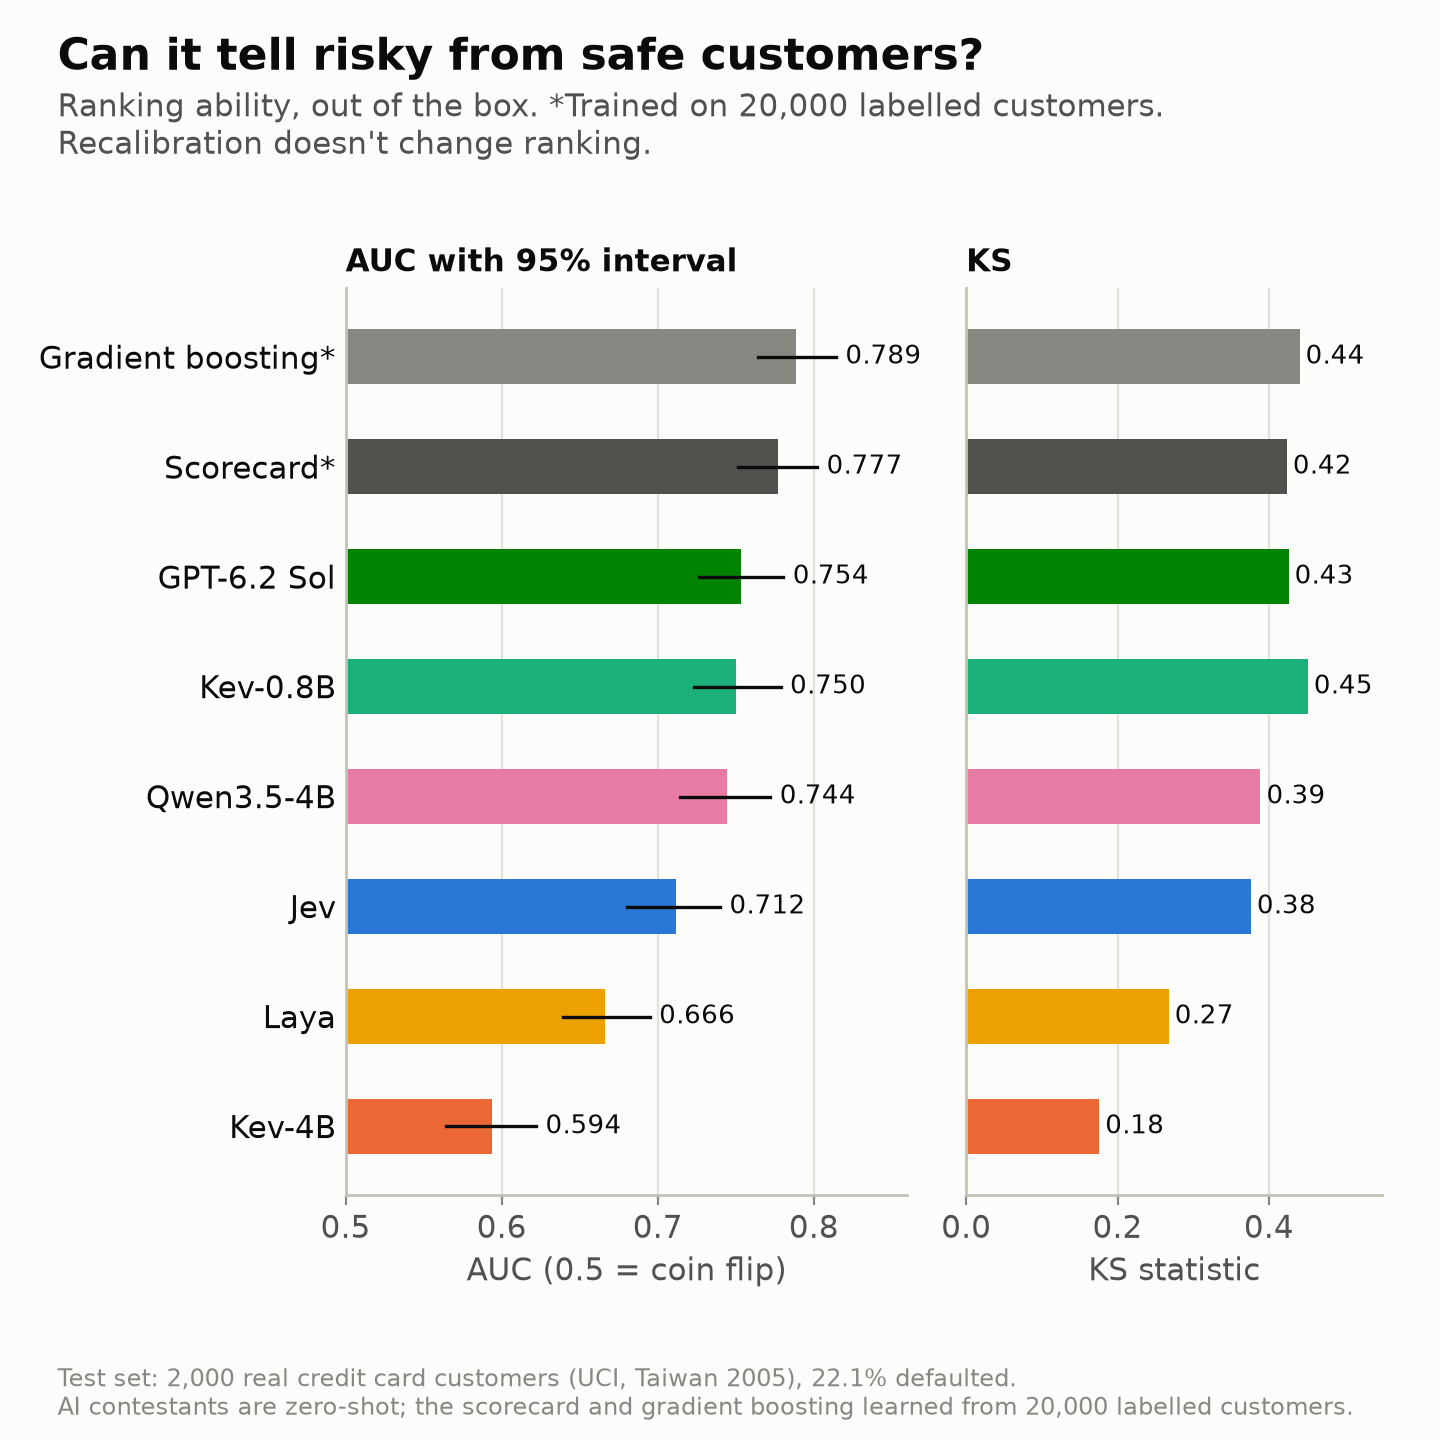 Can it tell risky from safe customers?
Ranking ability, out of the box. *Trained on 20,000 labelled customers.
Recalibration doesn't change ranking.
AUC with 95% interval
KS
Gradient boosting* 0.789 0.44
Scorecard* 0.777 0.42
GPT-6.2 Sol 0.754 0.43
Kev-0.8B 0.750 0.45
Qwen3.5-4B 0.744 0.39
Jev 0.712 0.38
Laya 0.666 0.27
Kev-4B 0.594 0.18
0.5 0.6 0.7 0.8
0.0 0.2 0.4
AUC (0.5 = coin flip)
KS statistic
Test set: 2,000 real credit card customers (UCI, Taiwan 2005), 22.1% defaulted.
AI contestants are zero-shot; the scorecard and gradient boosting learned from 20,000 labelled customers.